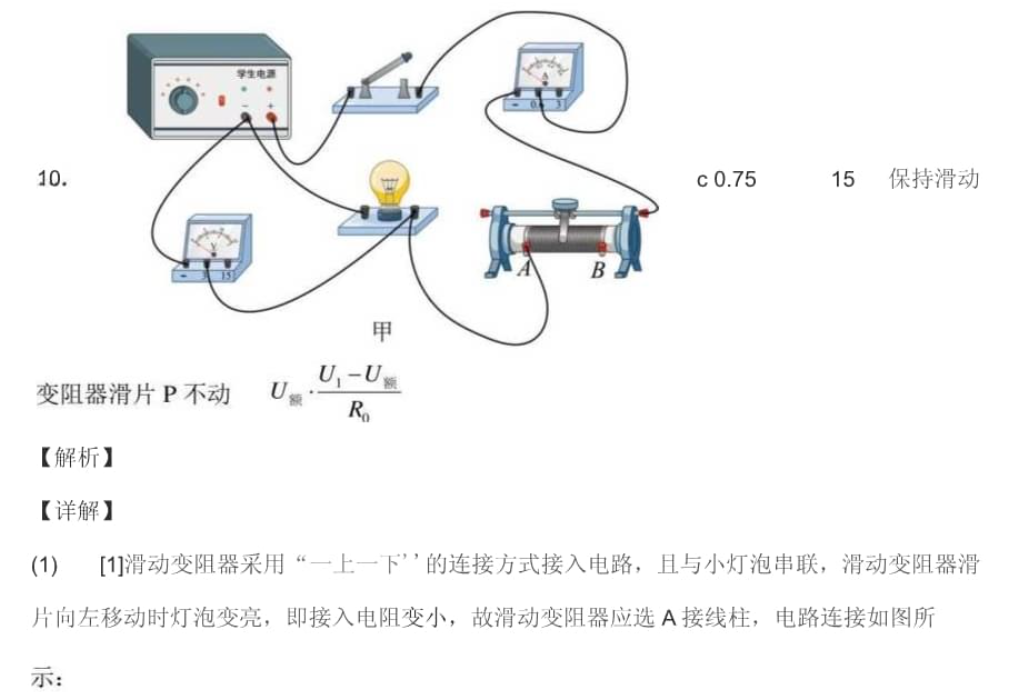 学生电源
- +
A
- 0.6 3
10.
c 0.75 15 保持滑动
V
- 3 15
A B
甲
变阻器滑片 P 不动 U额·(U1-U额)/R0
【解析】
【详解】
(1) [1]滑动变阻器采用“一上一下''的连接方式接入电路，且与小灯泡串联，滑动变阻器滑
片向左移动时灯泡变亮，即接入电阻变小，故滑动变阻器应选 A 接线柱，电路连接如图所
示：